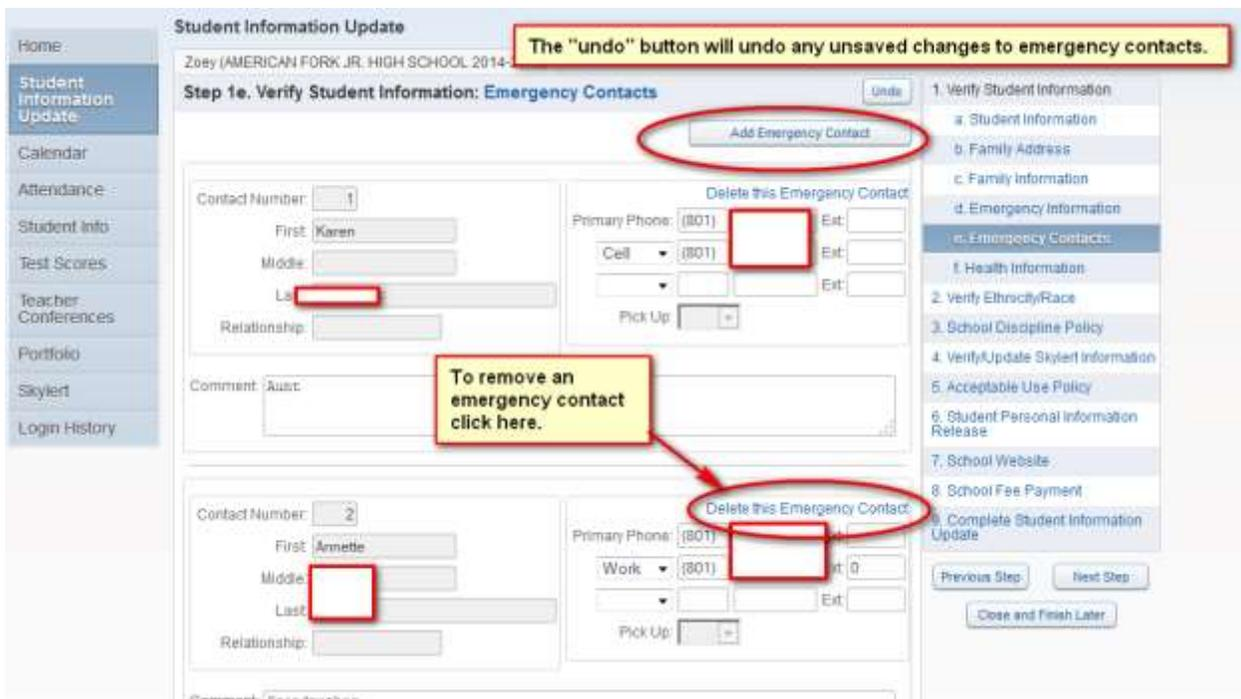 Student Information Update
The "undo" button will undo any unsaved changes to emergency contacts.
Home
Student
Information
Update
Calendar
Attendance
Student Info
Test Scores
Teacher
Conferences
Portfolio
Skylert
Login History
Zoey (AMERICAN FORK JR. HIGH SCHOOL 2014-
Step 1e. Verify Student Information: Emergency Contacts
Undo
Add Emergency Contact
Contact Number: 1
First: Karen
Middle:
Relationship:
Delete this Emergency Contact
Primary Phone: (801) Ext:
Cell (801) Ext:
Ext:
Pick Up:
Comment: Aunt
To remove an
emergency contact
click here.
Contact Number: 2
First: Annette
Middle:
Last:
Relationship:
Delete this Emergency Contact
Primary Phone: (801)
Work (801) 0
Ext:
Pick Up:
Comment:
1. Verify Student Information
a. Student Information
b. Family Address
c. Family Information
d. Emergency Information
e. Emergency Contacts
f. Health Information
2. Verify Ethnicity/Race
3. School Discipline Policy
4. Verify/Update Skylert Information
5. Acceptable Use Policy
6. Student Personal Information
Release
7. School Website
8. School Fee Payment
9. Complete Student Information
Update
Previous Step
Next Step
Close and Finish Later